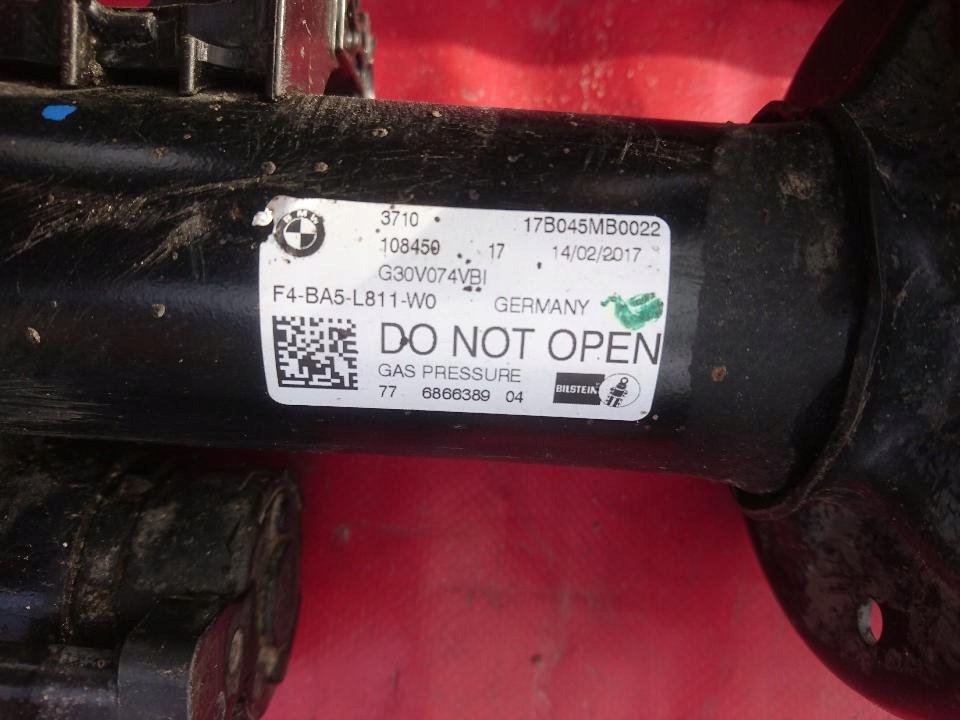 BMW
3710 17B045MB0022
108450 17 14/02/2017
G30V074VBI
F4-BA5-L811-W0 GERMANY
DO NOT OPEN
GAS PRESSURE
77 6866389 04 BILSTEIN